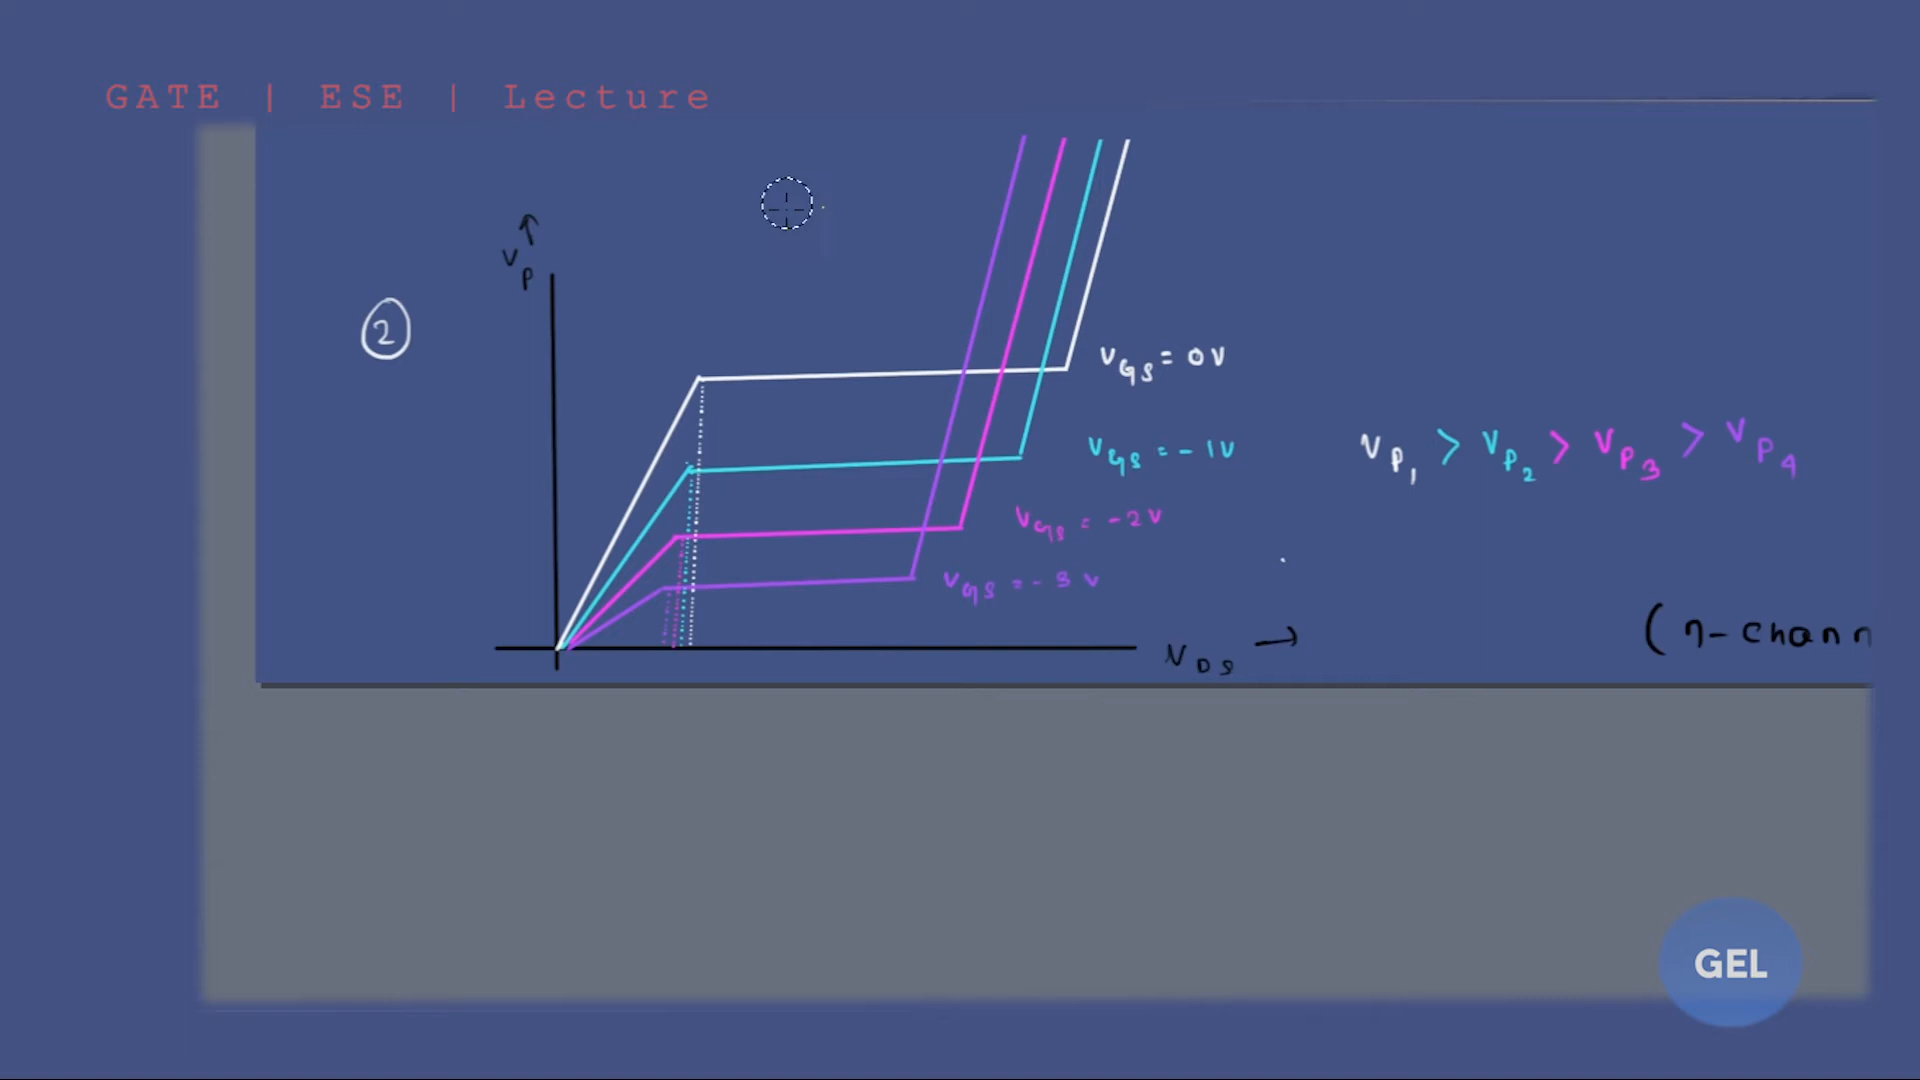 GATE | ESE | Lecture
VP
2
VGS = 0V
VGS = -1V
VP1 > VP2 > VP3 > VP4
VGS = -2V
VGS = -3V
(n-chann
VDS
GEL